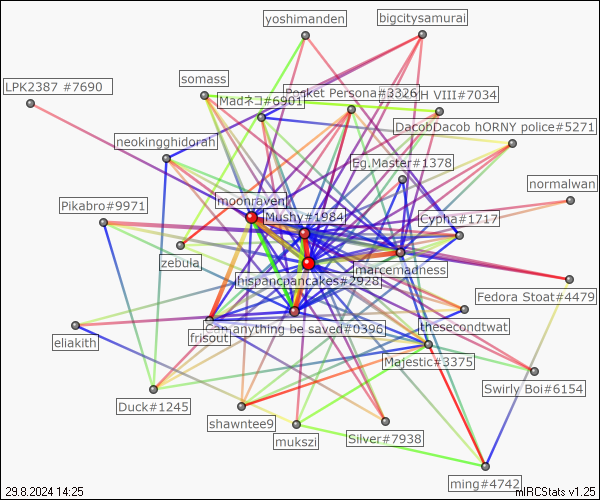 yoshimanden
bigcitysamurai
LPK2387 #7690
somass
Pocket Persona#3326
H VIII#7034
Madネコ#6901
DacobDacob hORNY police#5271
neokingghidorah
Eg.Master#1378
normalwan
moonraven
Pikabro#9971
Mushy#1984
Cypha#1717
zebula
marcemadness
hispancpancakes#2928
Fedora Stoat#4479
Can anything be saved#0396
thesecondtwat
frisout
eliakith
Majestic#3375
Swirly Boi#6154
Duck#1245
shawntee9
Silver#7938
mukszi
ming#4742
29.8.2024 14:25
mIRCStats v1.25